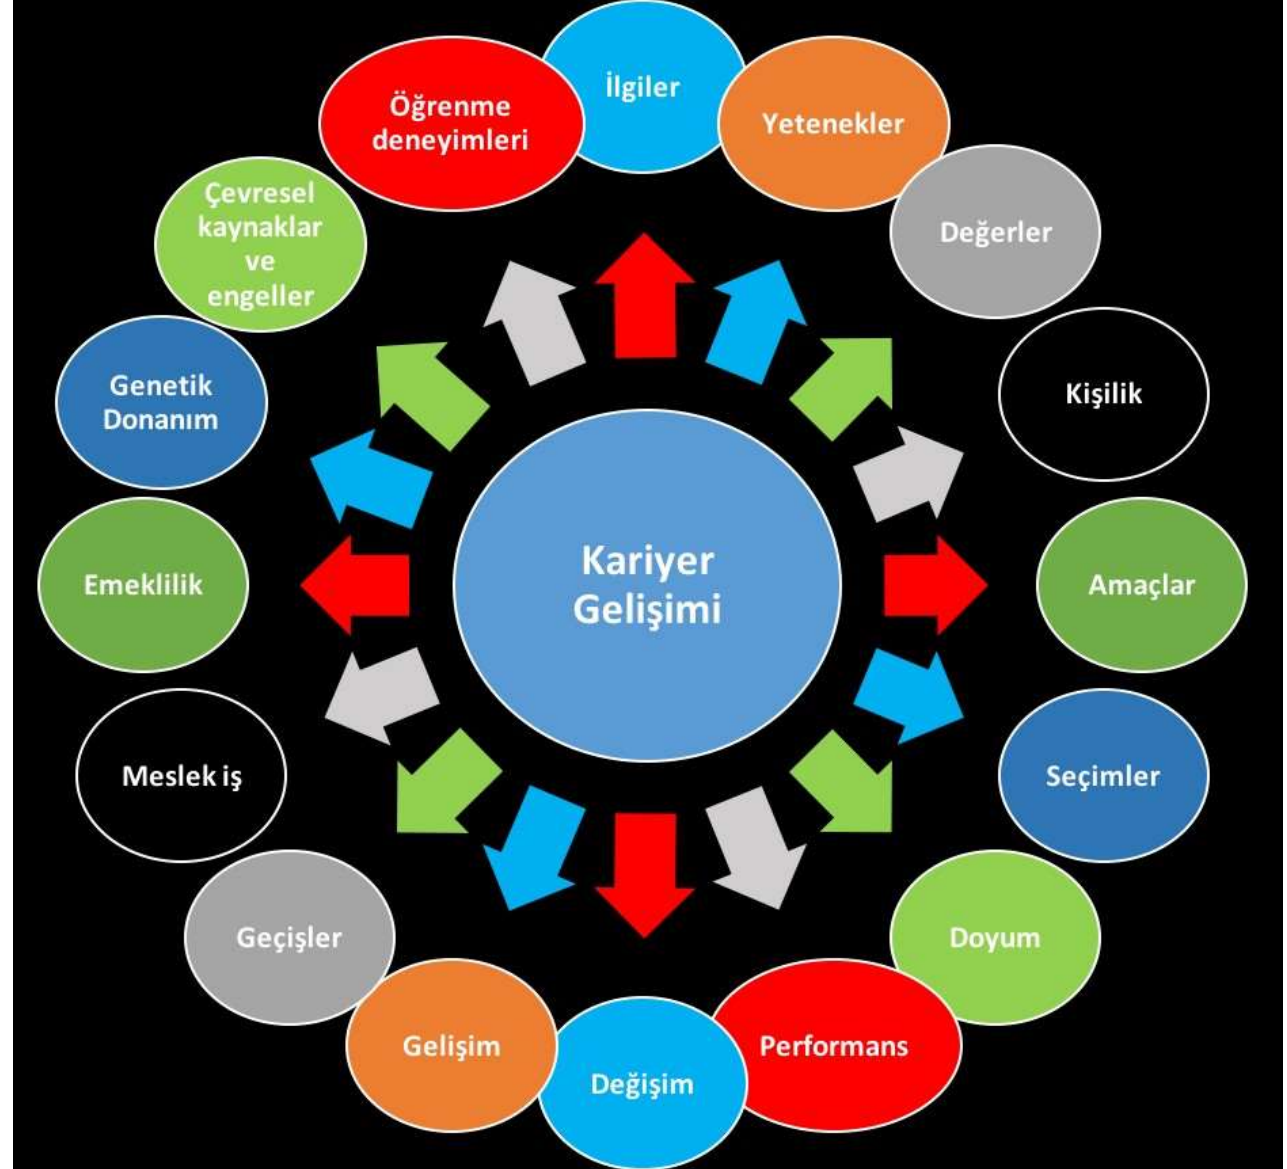 İlgiler
Yetenekler
Değerler
Kişilik
Amaçlar
Seçimler
Doyum
Performans
Değişim
Gelişim
Geçişler
Meslek iş
Emeklilik
Genetik
Donanım
Çevresel
kaynaklar
ve
engeller
Öğrenme
deneyimleri
Kariyer
Gelişimi